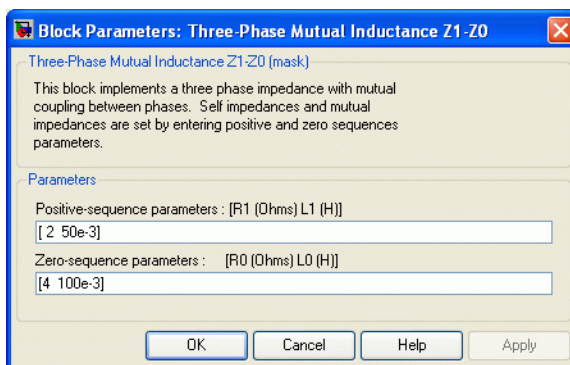 Block Parameters: Three-Phase Mutual Inductance Z1-Z0
Three-Phase Mutual Inductance Z1-Z0 (mask)
This block implements a three phase impedance with mutual
coupling between phases. Self impedances and mutual
impedances are set by entering positive and zero sequences
parameters.
Parameters
Positive-sequence parameters : [R1 (Ohms) L1 (H)]
[ 2 50e-3]
Zero-sequence parameters : [R0 (Ohms) L0 (H)]
[4 100e-3]
OK Cancel Help Apply